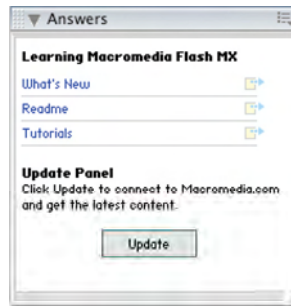 Answers
Learning Macromedia Flash MX
What's New
Readme
Tutorials
Update Panel
Click Update to connect to Macromedia.com
and get the latest content.
Update